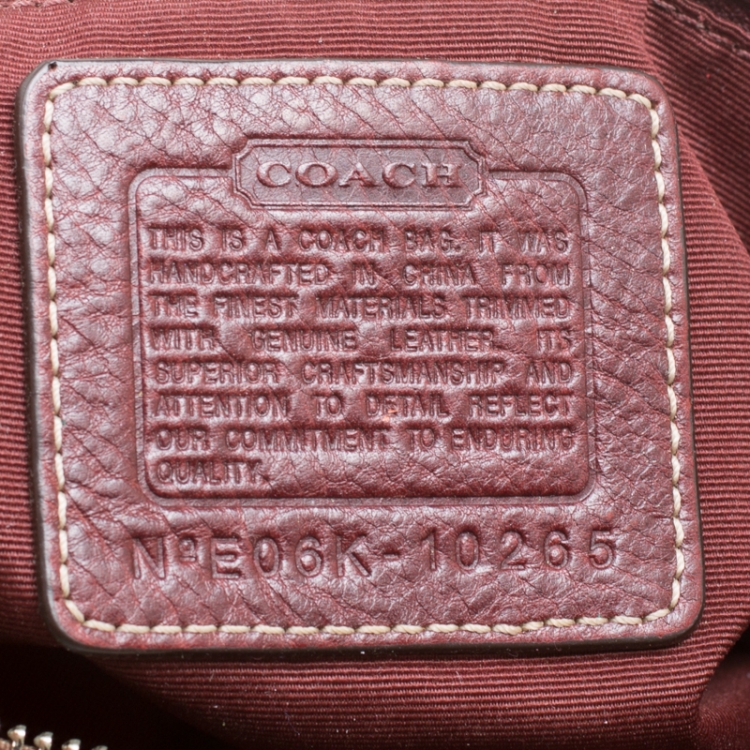 COACH
THIS IS A COACH BAG. IT WAS
HANDCRAFTED IN CHINA FROM
THE FINEST MATERIALS TRIMMED
WITH GENUINE LEATHER. ITS
SUPERIOR CRAFTSMANSHIP AND
ATTENTION TO DETAIL REFLECT
OUR COMMITMENT TO ENDURING
QUALITY.
Nº E06K-10265